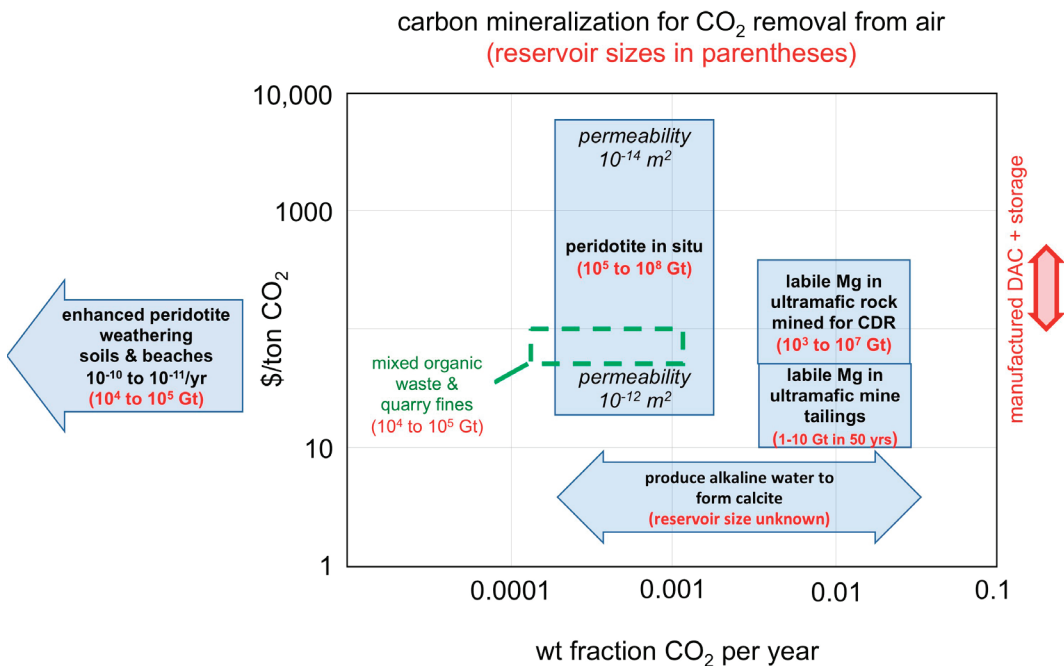 carbon mineralization for CO₂ removal from air
(reservoir sizes in parentheses)
10,000
1000
10
1
$/ton CO₂
permeability
10⁻¹⁴ m²
peridotite in situ
(10⁵ to 10⁸ Gt)
permeability
10⁻¹² m²
enhanced peridotite
weathering
soils & beaches
10⁻¹⁰ to 10⁻¹¹/yr
(10⁴ to 10⁵ Gt)
mixed organic
waste &
quarry fines
(10⁴ to 10⁵ Gt)
labile Mg in
ultramafic rock
mined for CDR
(10³ to 10⁷ Gt)
labile Mg in
ultramafic mine
tailings
(1-10 Gt in 50 yrs)
produce alkaline water to
form calcite
(reservoir size unknown)
manufactured DAC + storage
0.0001
0.001
0.01
0.1
wt fraction CO₂ per year